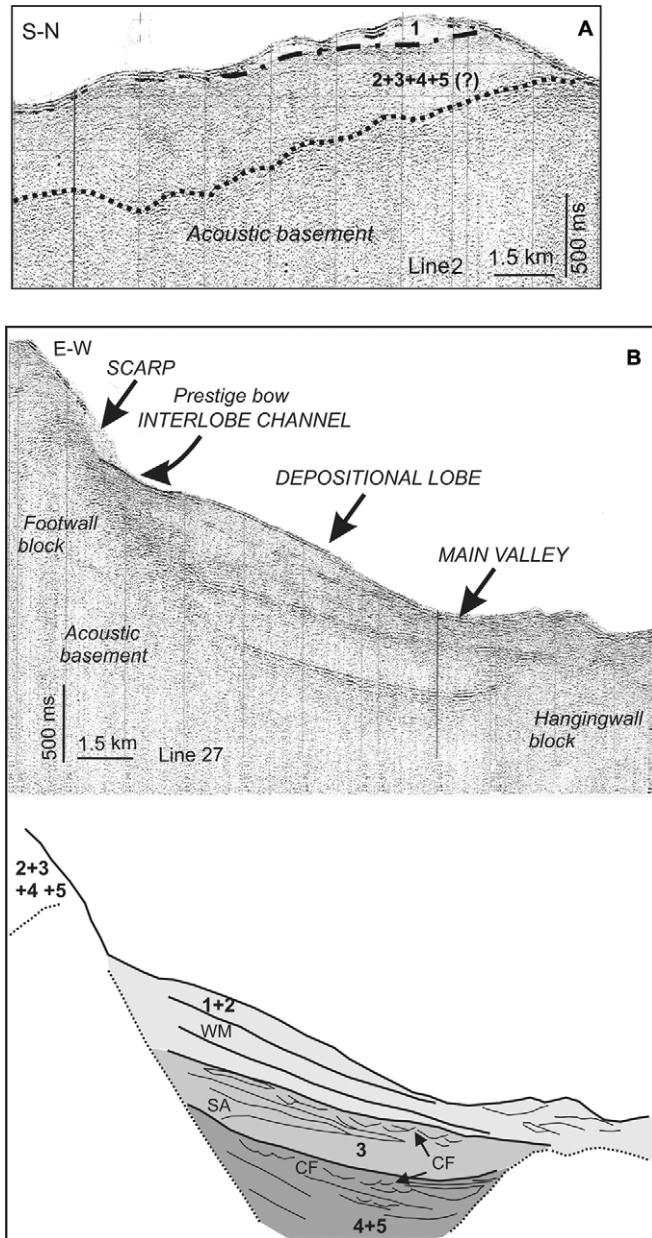 S-N
A
1
2+3+4+5 (?)
Acoustic basement
Line2
1.5 km
500 ms
E-W
B
SCARP
Prestige bow
INTERLOBE CHANNEL
DEPOSITIONAL LOBE
Footwall
block
MAIN VALLEY
Acoustic
basement
500 ms
1.5 km
Line 27
Hangingwall
block
2+3
+4 +5
1+2
WM
SA
3
CF
CF
4+5